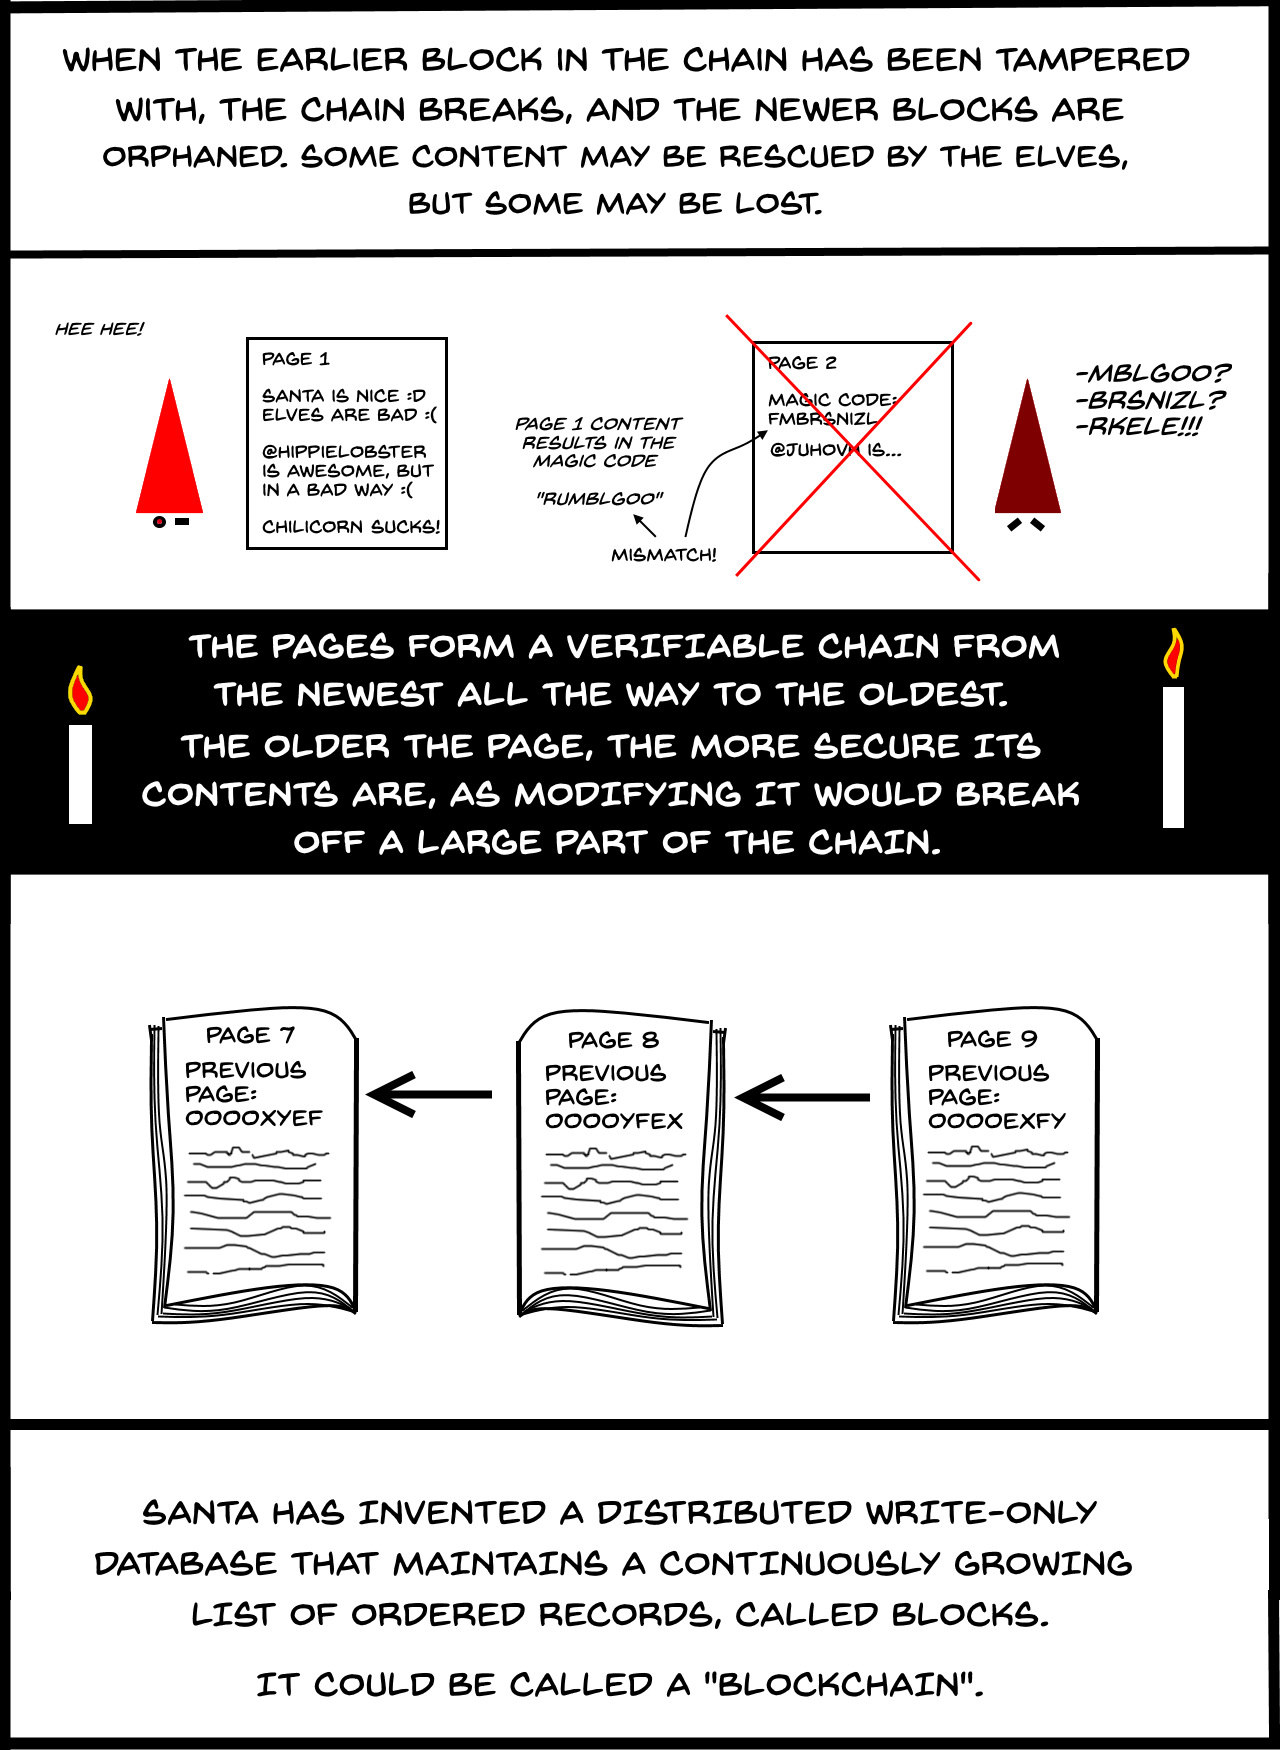 WHEN THE EARLIER BLOCK IN THE CHAIN HAS BEEN TAMPERED
WITH, THE CHAIN BREAKS, AND THE NEWER BLOCKS ARE
ORPHANED. SOME CONTENT MAY BE RESCUED BY THE ELVES,
BUT SOME MAY BE LOST.
HEE HEE!
PAGE 1
SANTA IS NICE :D
ELVES ARE BAD :(
@HIPPIELOBSTER
IS AWESOME, BUT
IN A BAD WAY :(
CHILICORN SUCKS!
PAGE 1 CONTENT
RESULTS IN THE
MAGIC CODE
"RUMBLGOO"
MISMATCH!
PAGE 2
MAGIC CODE:
FMBRSNIZL
@JUHOVH IS...
-MBLGOO?
-BRSNIZL?
-RKELE!!!
THE PAGES FORM A VERIFIABLE CHAIN FROM
THE NEWEST ALL THE WAY TO THE OLDEST.
THE OLDER THE PAGE, THE MORE SECURE ITS
CONTENTS ARE, AS MODIFYING IT WOULD BREAK
OFF A LARGE PART OF THE CHAIN.
PAGE 7
PREVIOUS
PAGE:
0000XYEF
PAGE 8
PREVIOUS
PAGE:
0000YFEX
PAGE 9
PREVIOUS
PAGE:
0000EXFY
SANTA HAS INVENTED A DISTRIBUTED WRITE-ONLY
DATABASE THAT MAINTAINS A CONTINUOUSLY GROWING
LIST OF ORDERED RECORDS, CALLED BLOCKS.
IT COULD BE CALLED A "BLOCKCHAIN".